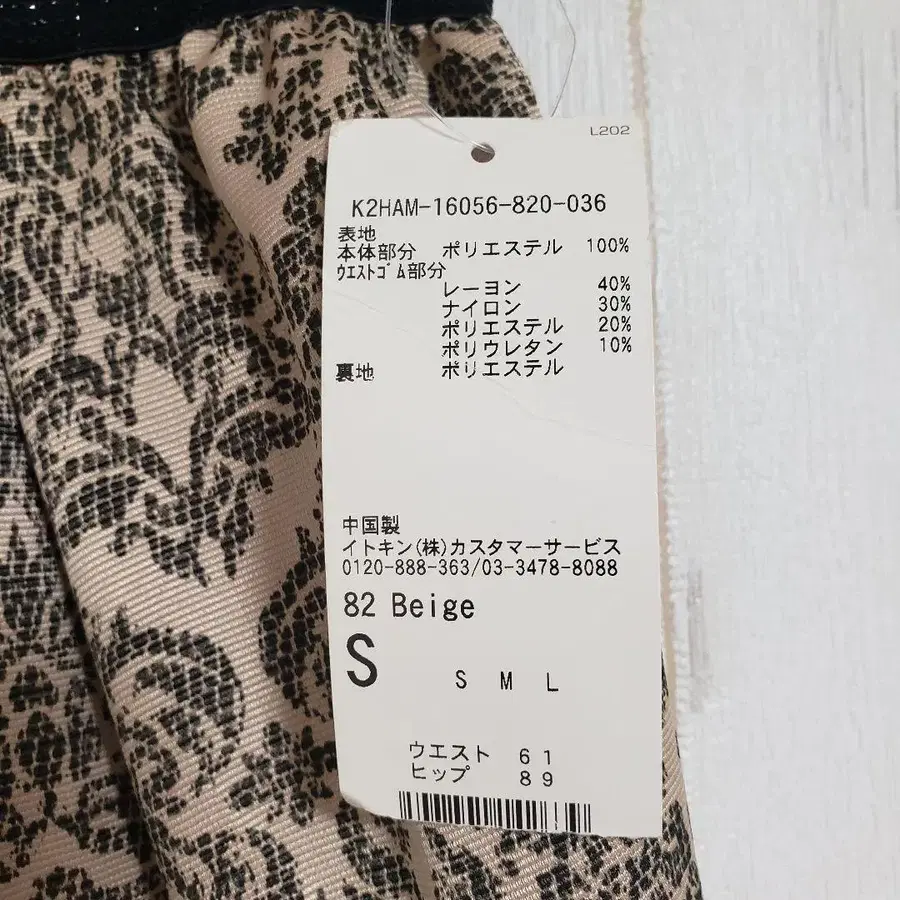 L202
K2HAM-16056-820-036
表地
本体部分 ポリエステル 100%
ウエストゴム部分
レーヨン 40%
ナイロン 30%
ポリエステル 20%
ポリウレタン 10%
裏地 ポリエステル
中国製
イトキン(株)カスタマーサービス
0120-888-363/03-3478-8088
82 Beige
S S M L
ウエスト 61
ヒップ 89